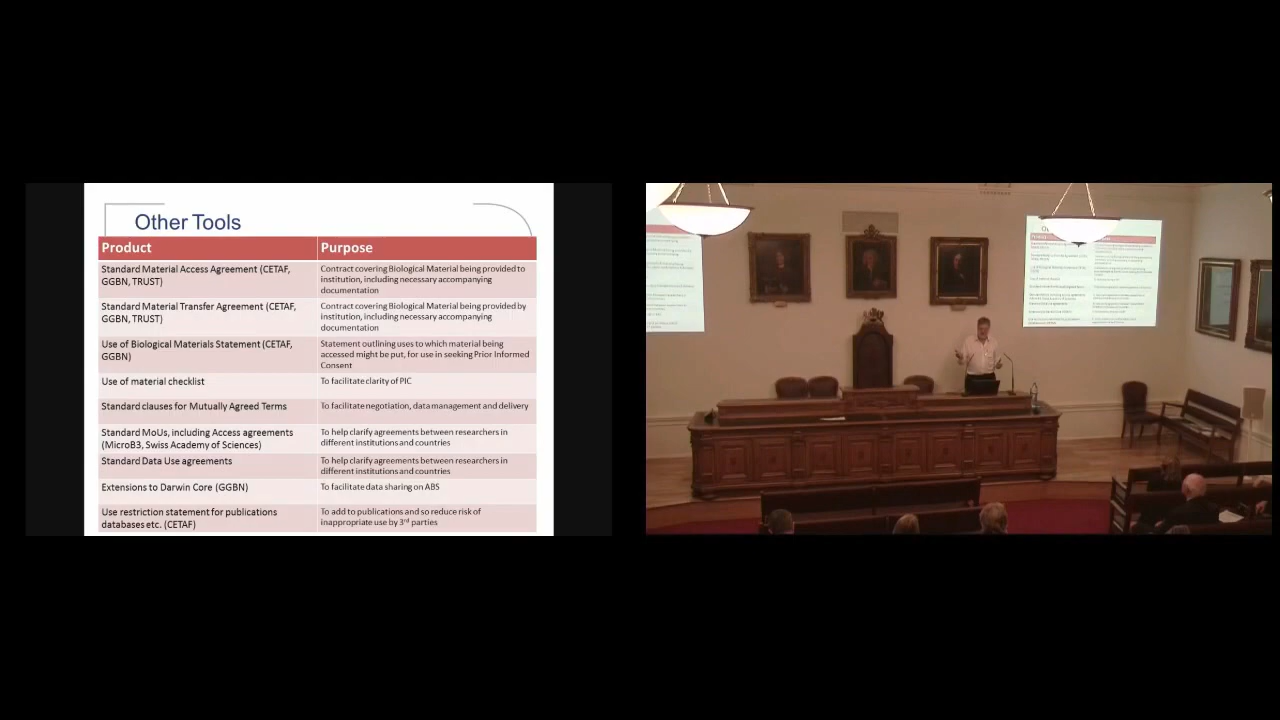 Other Tools
Product
Purpose
Standard Material Access Agreement (CETAF,
GGBN, TRUST)
Contract covering Biological Material being provided to
institution, including necessary accompanying
documentation
Standard Material Transfer Agreement (CETAF,
GGBN, TRUST)
Contract covering Biological Material being provided by
institution, including necessary accompanying
documentation
Use of Biological Materials Statement (CETAF,
GGBN)
Statement outlining uses to which material being
accessed might be put, for use in seeking Prior Informed
Consent
Use of material checklist
To facilitate clarity of PIC
Standard clauses for Mutually Agreed Terms
To facilitate negotiation, data management and delivery
Standard MoUs, including Access agreements
(MicroB3, Swiss Academy of Sciences)
To help clarify agreements between researchers in
different institutions and countries
Standard Data Use agreements
To help clarify agreements between researchers in
different institutions and countries
Extensions to Darwin Core (GGBN)
To facilitate data sharing on ABS
Use restriction statement for publications
databases etc. (CETAF)
To add to publications and so reduce risk of
inappropriate use by 3rd parties